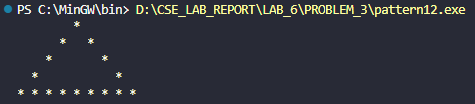 PS C:\MinGW\bin> D:\CSE_LAB_REPORT\LAB_6\PROBLEM_3\pattern12.exe
        *
      *   *
    *       *
  *           *
* * * * * * * * *